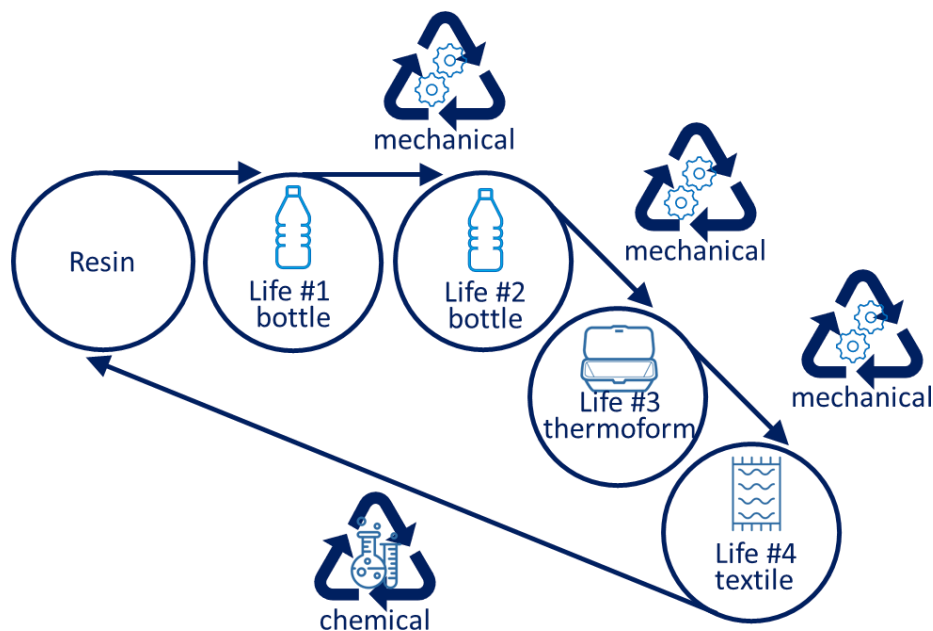 mechanical
mechanical
Resin
Life #1
bottle
Life #2
bottle
mechanical
Life #3
thermoform
Life #4
textile
chemical